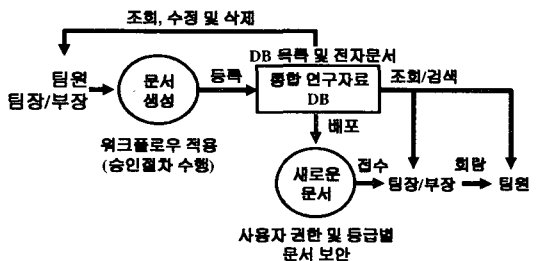 조회, 수정 및 삭제
DB 목록 및 전자문서
팀원
팀장/부장
문서
생성
등록
통합 연구자료
DB
조회/검색
워크플로우 적용
(승인절차 수행)
배포
새로운
문서
접수
팀장/부장
회람
팀원
사용자 권한 및 등급별
문서 보안